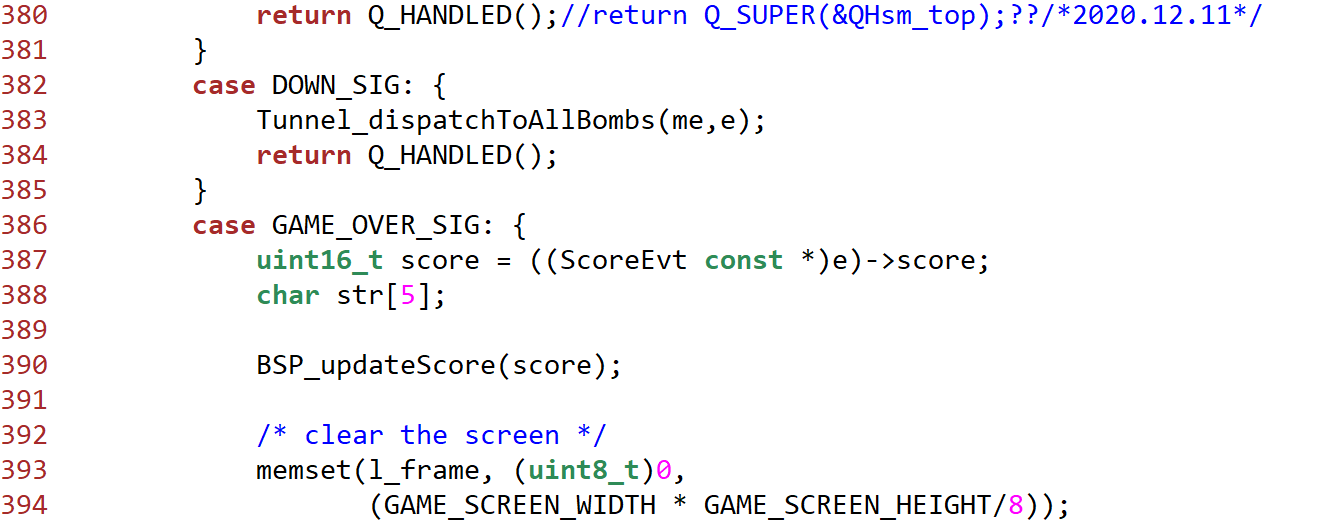 380             return Q_HANDLED();//return Q_SUPER(&QHsm_top);??/*2020.12.11*/
381         }
382         case DOWN_SIG: {
383             Tunnel_dispatchToAllBombs(me,e);
384             return Q_HANDLED();
385         }
386         case GAME_OVER_SIG: {
387             uint16_t score = ((ScoreEvt const *)e)->score;
388             char str[5];
389
390             BSP_updateScore(score);
391
392             /* clear the screen */
393             memset(l_frame, (uint8_t)0,
394                    (GAME_SCREEN_WIDTH * GAME_SCREEN_HEIGHT/8));